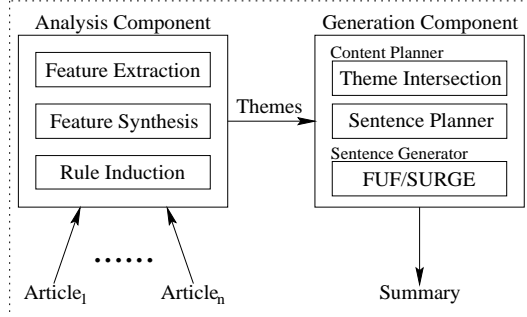 Analysis Component
Feature Extraction
Feature Synthesis
Rule Induction
Themes
Generation Component
Content Planner
Theme Intersection
Sentence Planner
Sentence Generator
FUF/SURGE
......
Article1
Articlen
Summary